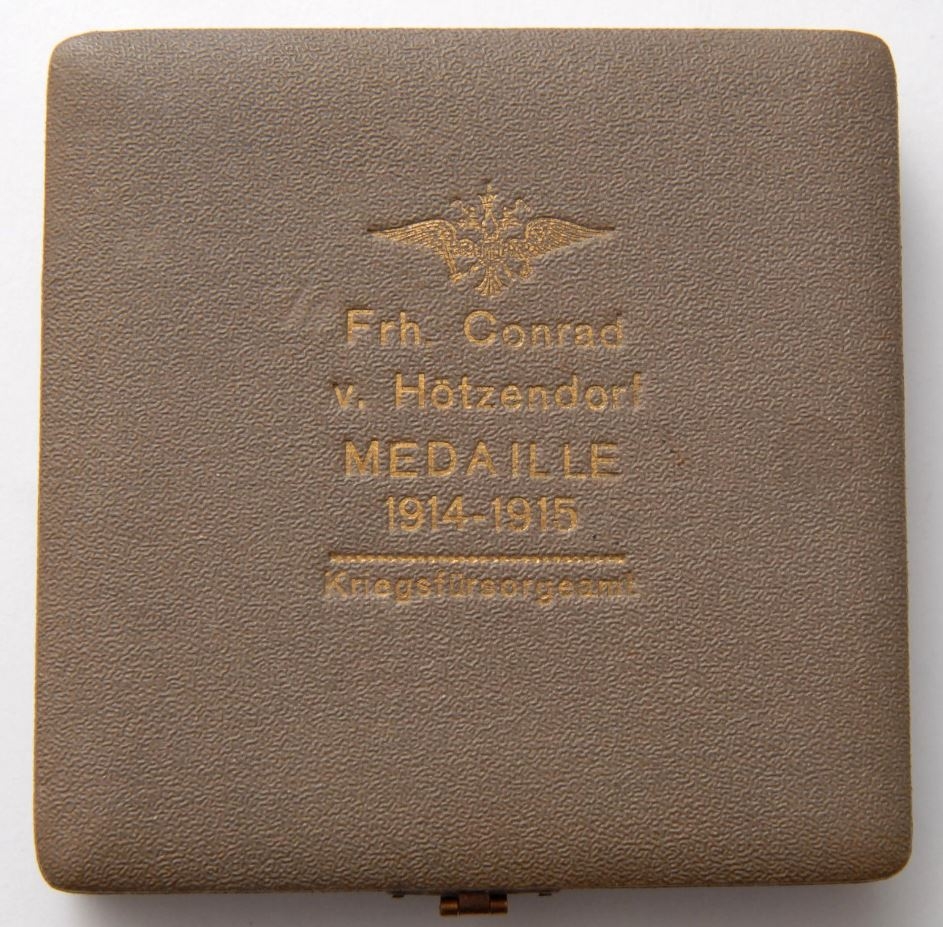 Frh. Conrad
v. Hötzendorf
MEDAILLE
1914-1915
Kriegsfürsorgeamt.